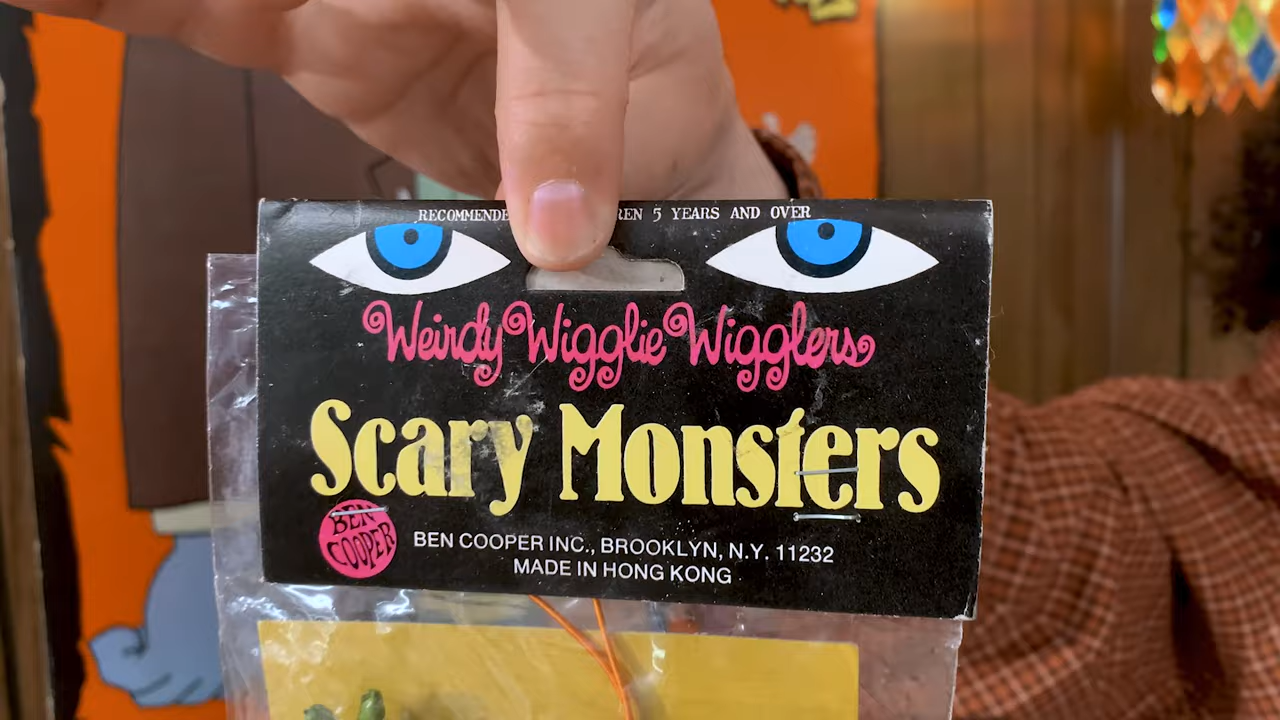 RECOMMENDE REN 5 YEARS AND OVER
Weirdy Wigglie Wigglers
Scary Monsters
BEN
COOPER
BEN COOPER INC., BROOKLYN, N.Y. 11232
MADE IN HONG KONG